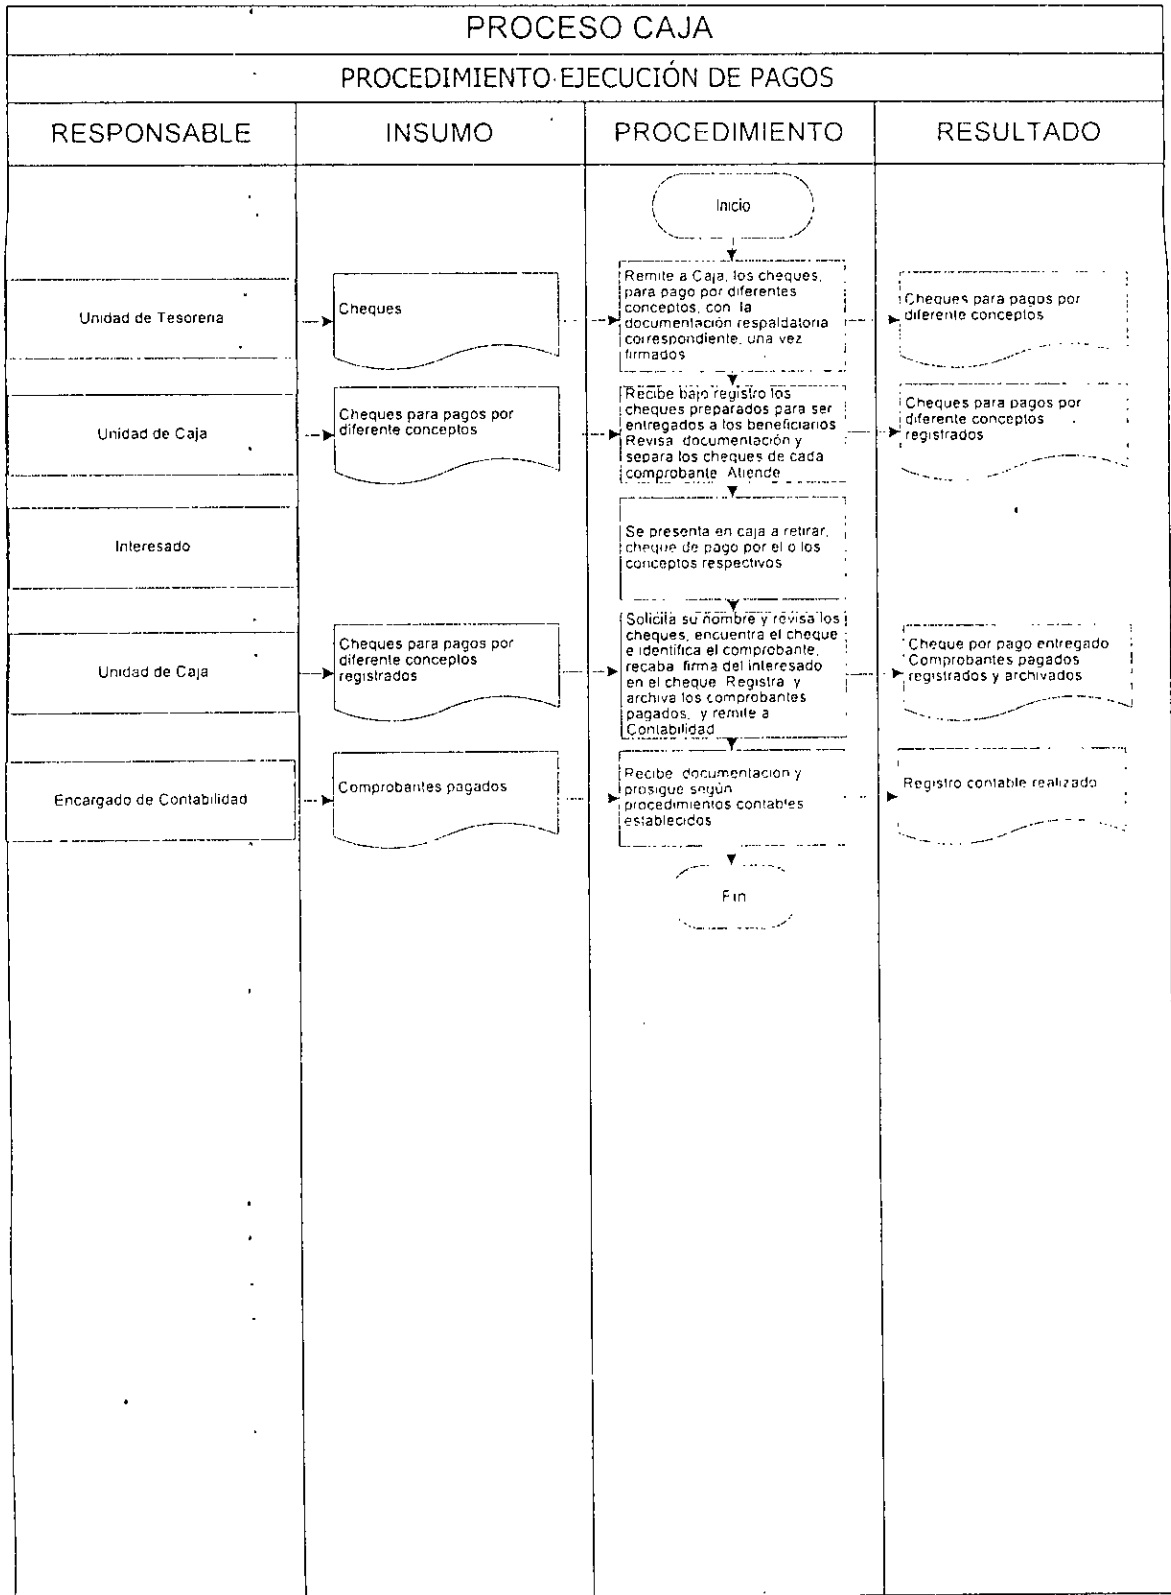 PROCESO CAJA
PROCEDIMIENTO EJECUCIÓN DE PAGOS
RESPONSABLE
INSUMO
PROCEDIMIENTO
RESULTADO
Inicio
Unidad de Tesoreria
Cheques
Remite a Caja, los cheques,
para pago por diferentes
conceptos, con la
documentación respaldatoria
correspondiente, una vez
firmados
Cheques para pagos por
diferente conceptos
Unidad de Caja
Cheques para pagos por
diferente conceptos
Recibe bajo registro los
cheques preparados para ser
entregados a los beneficiarios
Revisa documentación y
separa los cheques de cada
comprobante Atiende
Cheques para pagos por
diferente conceptos
registrados
Interesado
Se presenta en caja a retirar,
cheque de pago por el o los
conceptos respectivos
Unidad de Caja
Cheques para pagos por
diferente conceptos
registrados
Solicita su nombre y revisa los
cheques, encuentra el cheque
e identifica el comprobante,
recaba firma del interesado
en el cheque Registra y
archiva los comprobantes
pagados, y remite a
Contabilidad
Cheque por pago entregado
Comprobantes pagados
registrados y archivados
Encargado de Contabilidad
Comprobantes pagados
Recibe documentacion y
prosigue según
procedimientos contables
establecidos
Registro contable realizado
Fin